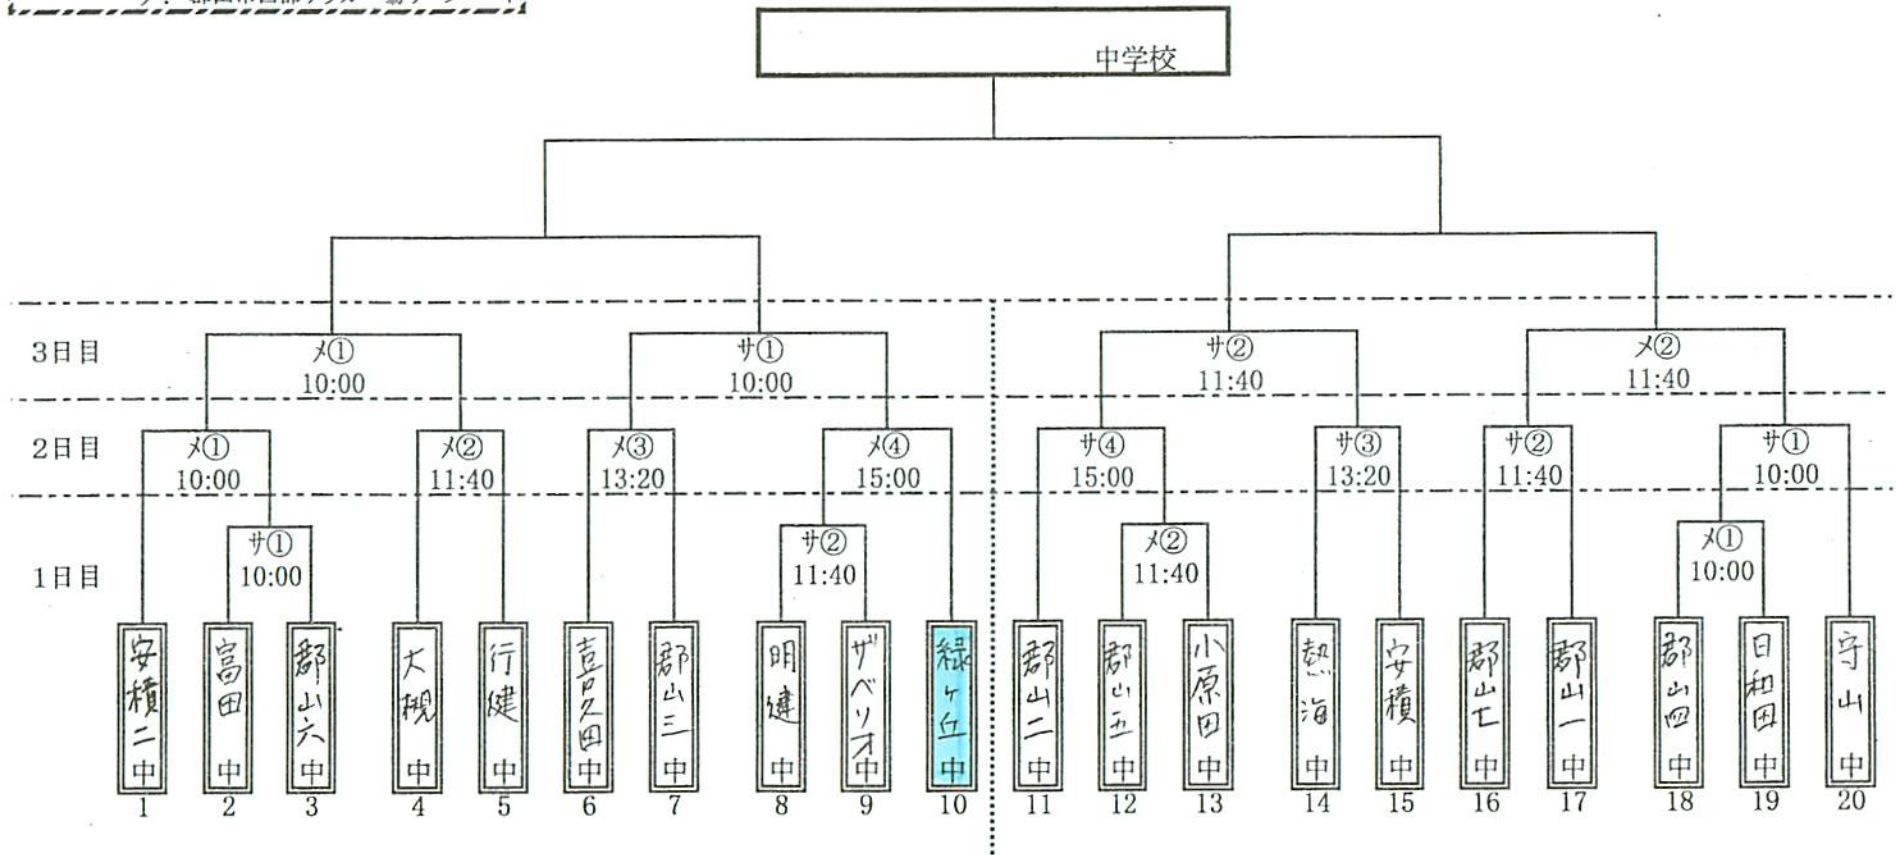 中学校
3日目
メ① サ① サ② メ②
10:00 10:00 11:40 11:40
2日目
メ① メ② メ③ メ④ サ④ サ③ サ② サ①
10:00 11:40 13:20 15:00 15:00 13:20 11:40 10:00
1日目
サ① サ② メ② メ①
10:00 11:40 11:40 10:00
安積二中
富田中
郡山六中
大槻中
行健中
喜久田中
郡山三中
明健中
ザベリオ中
緑ヶ丘中
郡山二中
郡山五中
小原田中
熱海中
安積中
郡山七中
郡山一中
郡山四中
日和田中
守山中
1 2 3 4 5 6 7 8 9 10 11 12 13 14 15 16 17 18 19 20